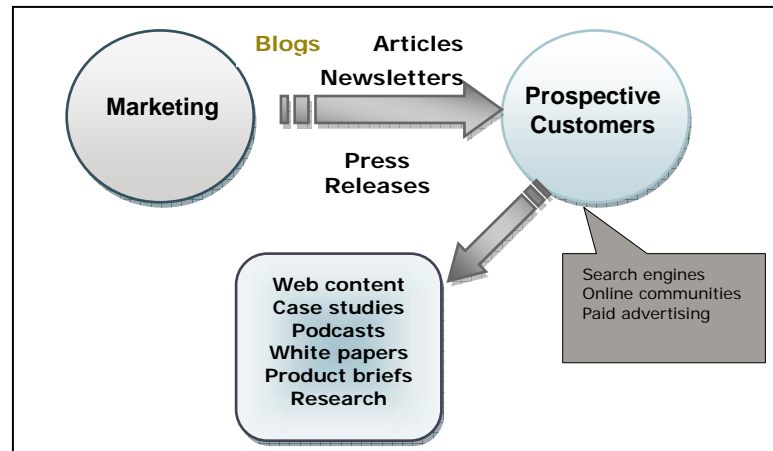 Blogs Articles
Newsletters
Marketing
Prospective
Customers
Press
Releases
Search engines
Online communities
Paid advertising
Web content
Case studies
Podcasts
White papers
Product briefs
Research